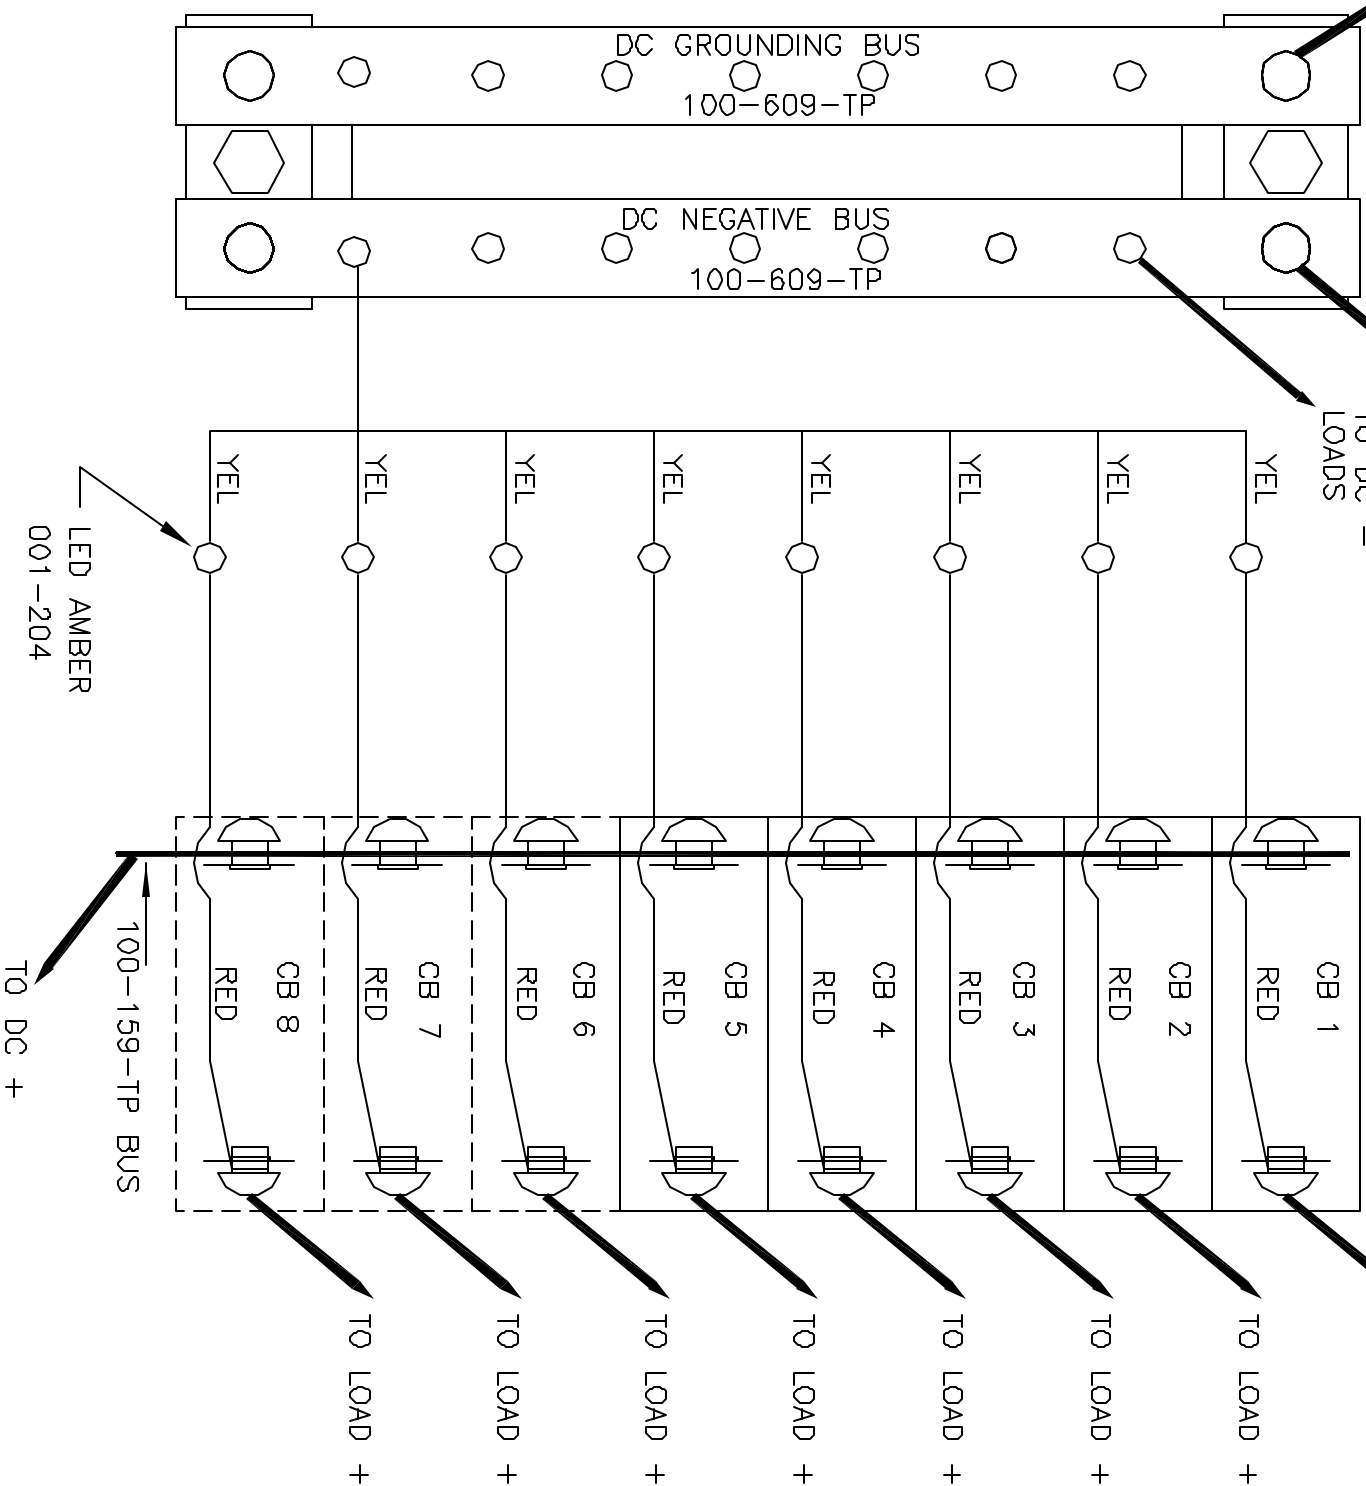 DC GROUNDING BUS
100-609-TP
DC NEGATIVE BUS
100-609-TP
LOADS
YEL
YEL
YEL
YEL
YEL
YEL
YEL
YEL
LED AMBER
001-204
CB 8
RED
CB 7
RED
CB 6
RED
CB 5
RED
CB 4
RED
CB 3
RED
CB 2
RED
CB 1
RED
100-159-TP BUS
TO DC +
TO LOAD +
TO LOAD +
TO LOAD +
TO LOAD +
TO LOAD +
TO LOAD +
TO LOAD +